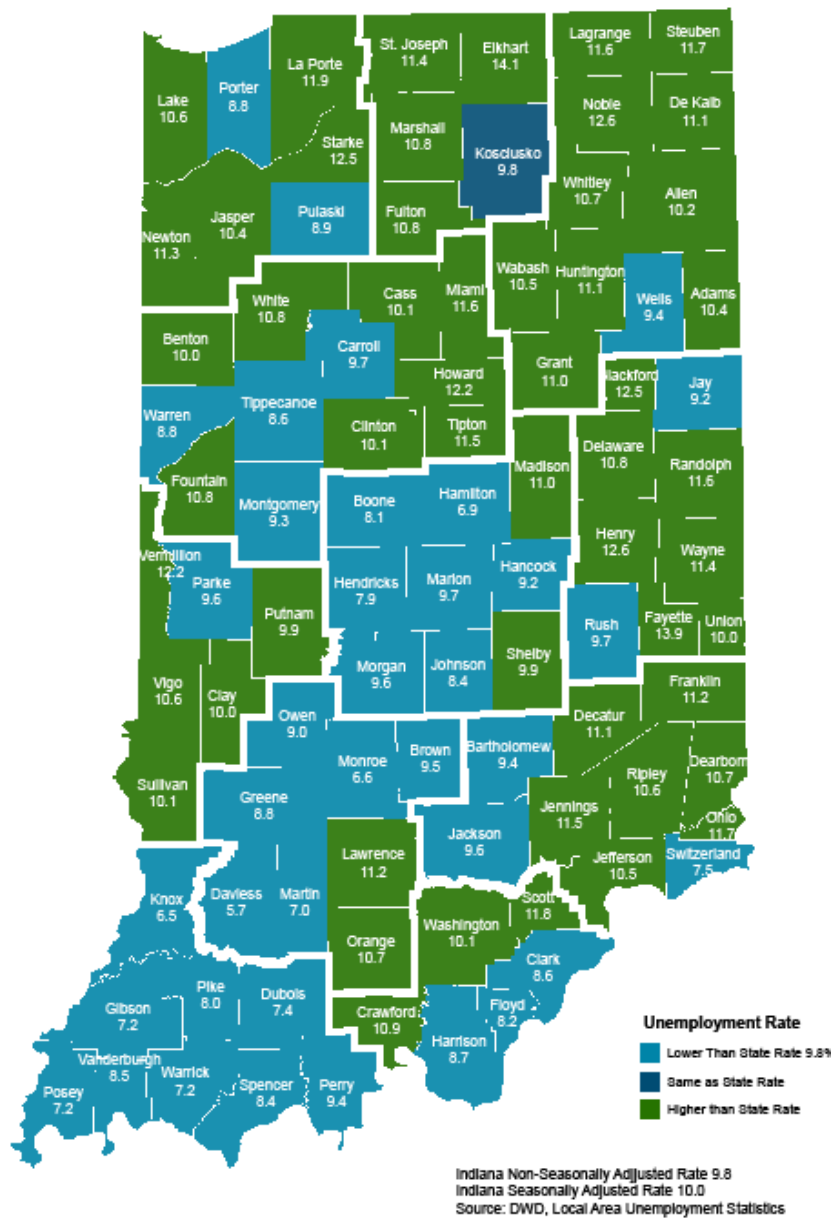 St. Joseph
11.4
Elkhart
14.1
Lagrange
11.6
Steuben
11.7
La Porte
11.9
Porter
8.8
Lake
10.6
Noble
12.6
De Kalb
11.1
Marshall
10.8
Kosciusko
9.8
Starke
12.5
Whitley
10.7
Allen
10.2
Pulaski
8.9
Jasper
10.4
Fulton
10.8
Newton
11.3
Wabash
10.5
Huntington
11.1
Wells
9.4
Adams
10.4
White
10.8
Cass
10.1
Miami
11.6
Benton
10.0
Carroll
9.7
Grant
11.0
Howard
12.2
Blackford
12.5
Jay
9.2
Warren
8.8
Tippecanoe
8.6
Clinton
10.1
Tipton
11.5
Delaware
10.8
Madison
11.0
Randolph
11.6
Fountain
10.8
Montgomery
9.3
Boone
8.1
Hamilton
6.9
Henry
12.6
Wayne
11.4
Vermillion
12.2
Parke
9.6
Hendricks
7.9
Marion
9.7
Hancock
9.2
Putnam
9.9
Rush
9.7
Fayette
13.9
Union
10.0
Shelby
9.9
Morgan
9.6
Johnson
8.4
Vigo
10.6
Clay
10.0
Franklin
11.2
Owen
9.0
Decatur
11.1
Monroe
6.6
Brown
9.5
Bartholomew
9.4
Dearborn
10.7
Ripley
10.6
Sullivan
10.1
Greene
8.8
Jennings
11.5
Ohio
11.7
Jackson
9.6
Lawrence
11.2
Jefferson
10.5
Switzerland
7.5
Knox
6.5
Daviess
5.7
Martin
7.0
Scott
11.8
Washington
10.1
Orange
10.7
Clark
8.6
Pike
8.0
Dubois
7.4
Gibson
7.2
Floyd
8.2
Crawford
10.9
Harrison
8.7
Vanderburgh
8.5
Posey
7.2
Warrick
7.2
Spencer
8.4
Perry
9.4
Unemployment Rate
Lower Than State Rate 9.8%
Same as State Rate
Higher than State Rate
Indiana Non-Seasonally Adjusted Rate 9.8
Indiana Seasonally Adjusted Rate 10.0
Source: DWD, Local Area Unemployment Statistics